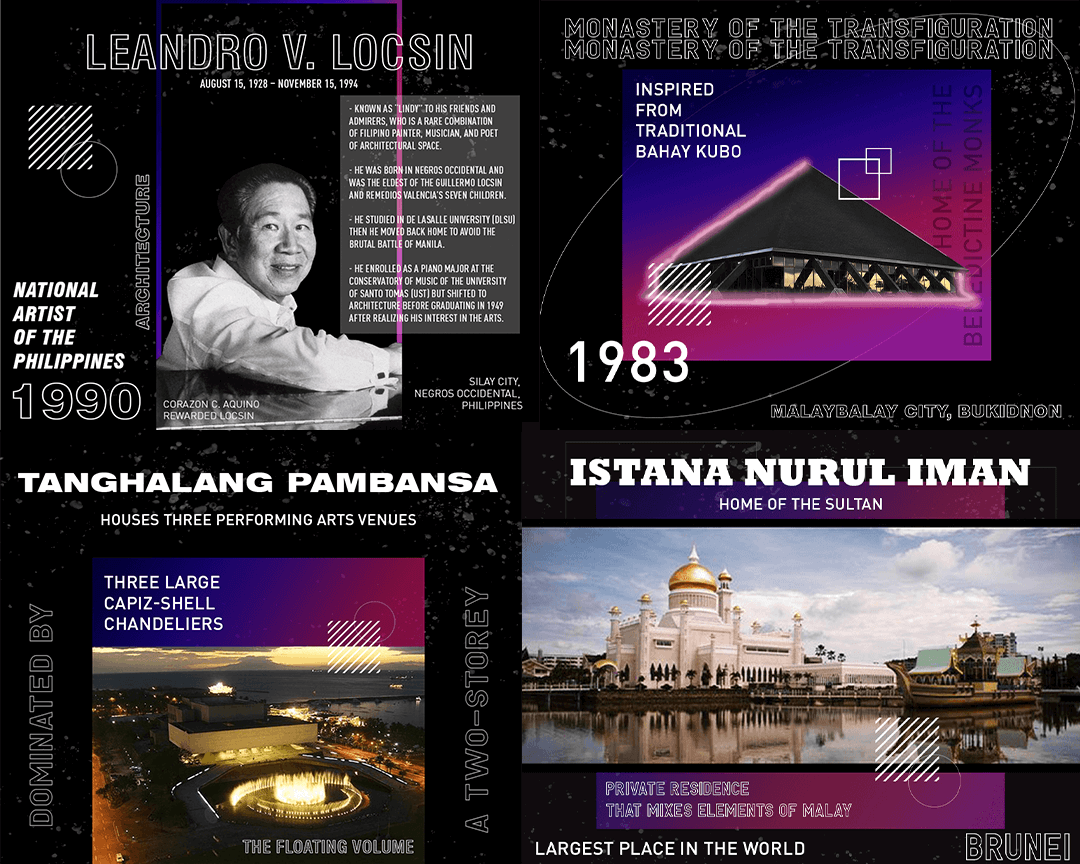 LEANDRO V. LOCSIN
AUGUST 15, 1928 – NOVEMBER 15, 1994
- KNOWN AS "LINDY" TO HIS FRIENDS AND
ADMIRERS, WHO IS A RARE COMBINATION
OF FILIPINO PAINTER, MUSICIAN, AND POET
OF ARCHITECTURAL SPACE.
- HE WAS BORN IN NEGROS OCCIDENTAL AND
WAS THE ELDEST OF THE GUILLERMO LOCSIN
AND REMEDIOS VALENCIA'S SEVEN CHILDREN.
- HE STUDIED IN DE LASALLE UNIVERSITY (DLSU)
THEN HE MOVED BACK HOME TO AVOID THE
BRUTAL BATTLE OF MANILA.
- HE ENROLLED AS A PIANO MAJOR AT THE
CONSERVATORY OF MUSIC OF THE UNIVERSITY
OF SANTO TOMAS (UST) BUT SHIFTED TO
ARCHITECTURE BEFORE GRADUATING IN 1949
AFTER REALIZING HIS INTEREST IN THE ARTS.
ARCHITECTURE
NATIONAL
ARTIST
OF THE
PHILIPPINES
1990
CORAZON C. AQUINO
REWARDED LOCSIN
SILAY CITY,
NEGROS OCCIDENTAL,
PHILIPPINES
MONASTERY OF THE TRANSFIGURATION
MONASTERY OF THE TRANSFIGURATION
INSPIRED
FROM
TRADITIONAL
BAHAY KUBO
HOME OF THE
BENEDICTINE MONKS
1983
MALAYBALAY CITY, BUKIDNON
TANGHALANG PAMBANSA
HOUSES THREE PERFORMING ARTS VENUES
THREE LARGE
CAPIZ-SHELL
CHANDELIERS
DOMINATED BY
A TWO-STOREY
THE FLOATING VOLUME
ISTANA NURUL IMAN
HOME OF THE SULTAN
PRIVATE RESIDENCE
THAT MIXES ELEMENTS OF MALAY
LARGEST PLACE IN THE WORLD
BRUNEI